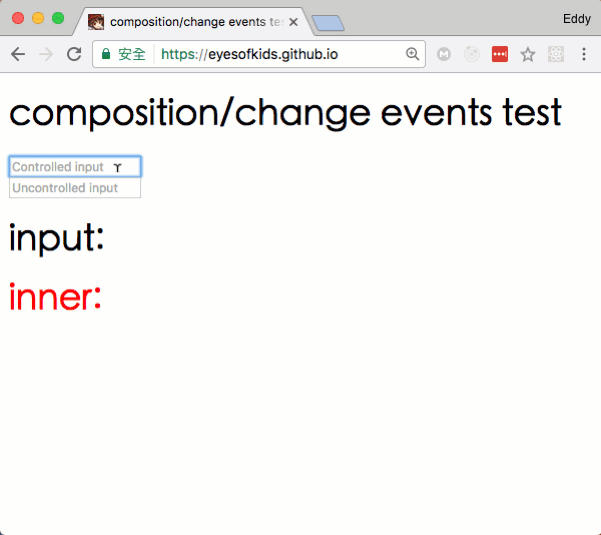 composition/change events tes
Eddy
安全 https://eyesofkids.github.io
composition/change events test
Controlled input
Uncontrolled input
input:
inner: